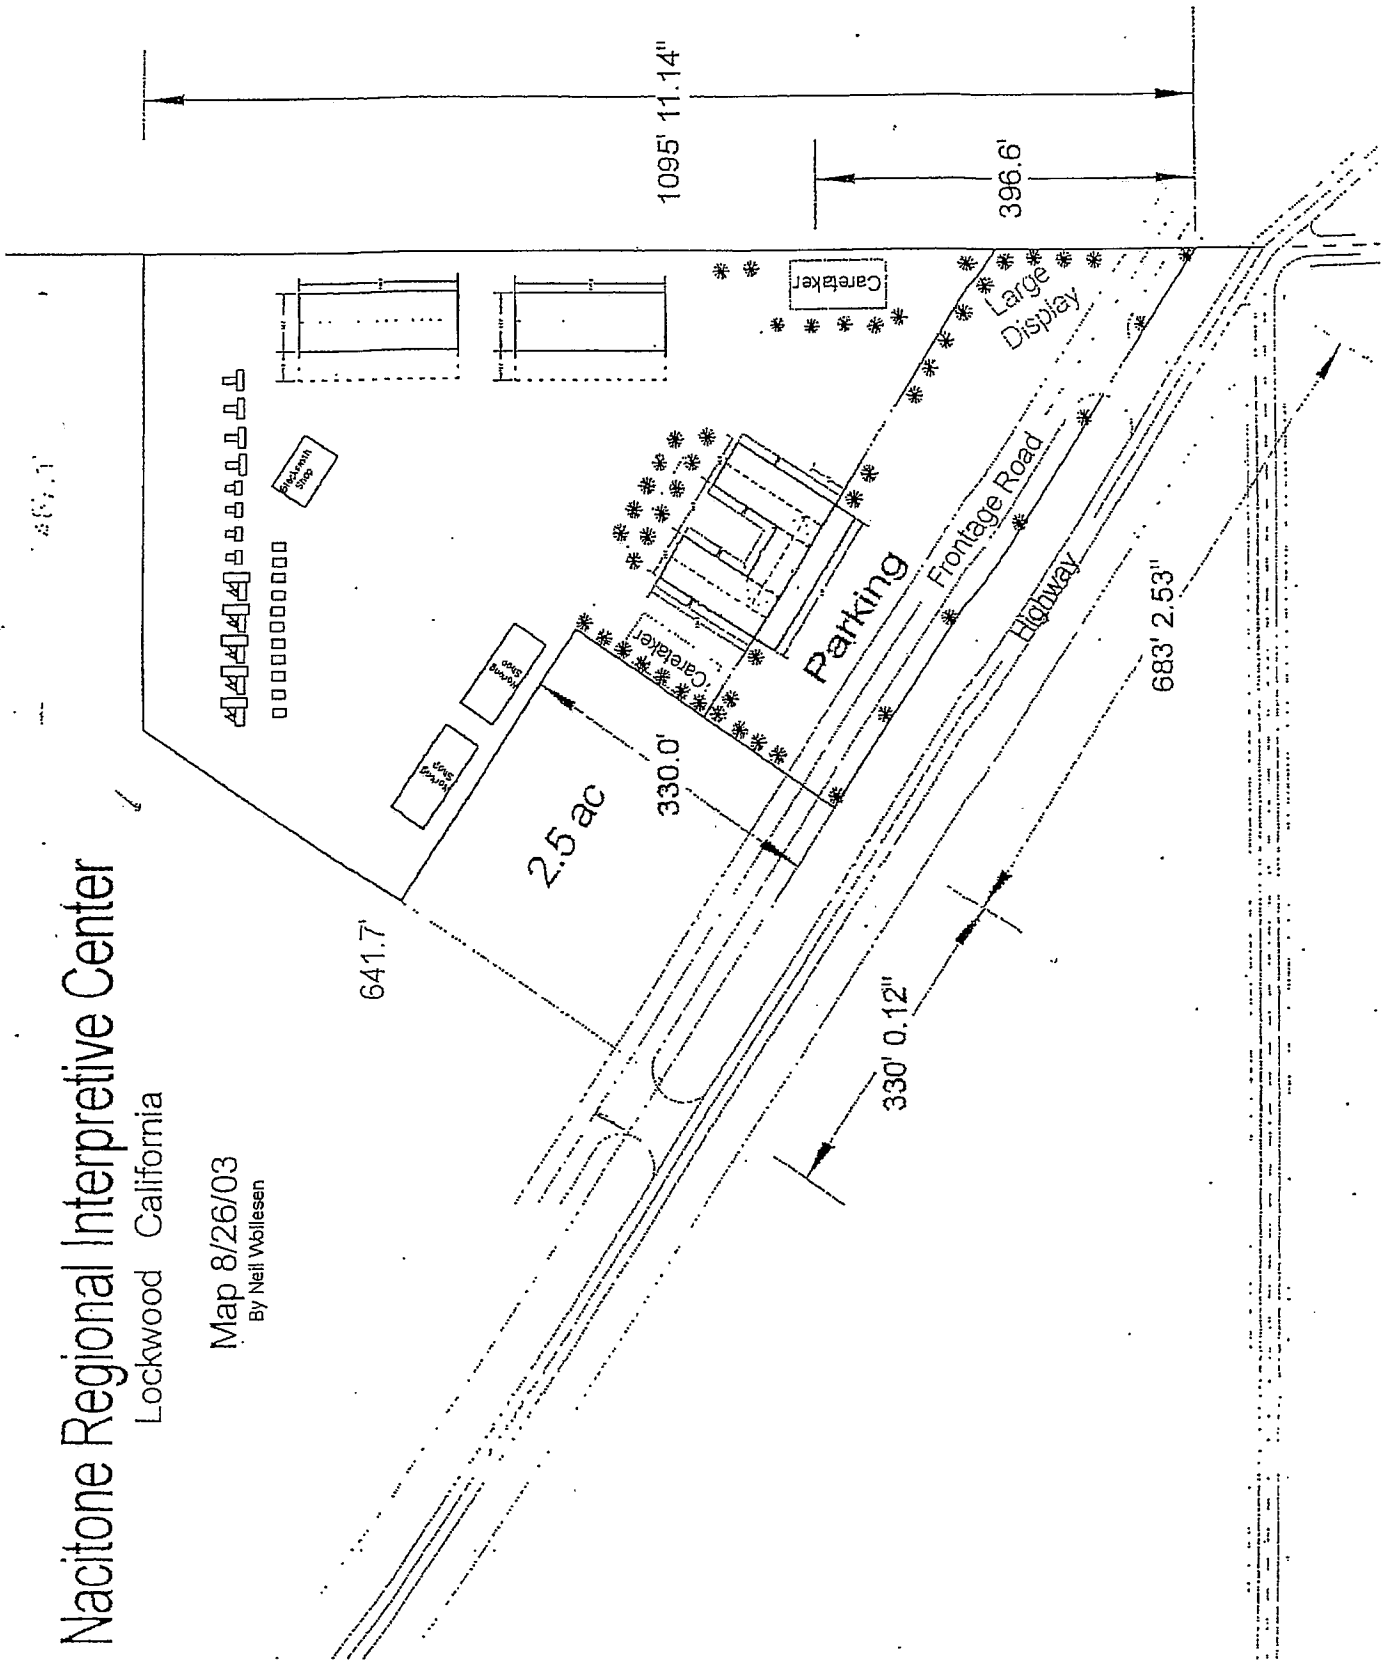 Nacitone Regional Interpretive Center
Lockwood California
Map 8/26/03
By Neil Wollesen
1095' 11.14"
396.6'
Caretaker
Large
Display
Blacksmith
Shop
Working
Shop
Working
Shop
Caretaker
Parking
Frontage Road
Highway
2.5 ac
330.0'
641.7'
683' 2.53"
330' 0.12"